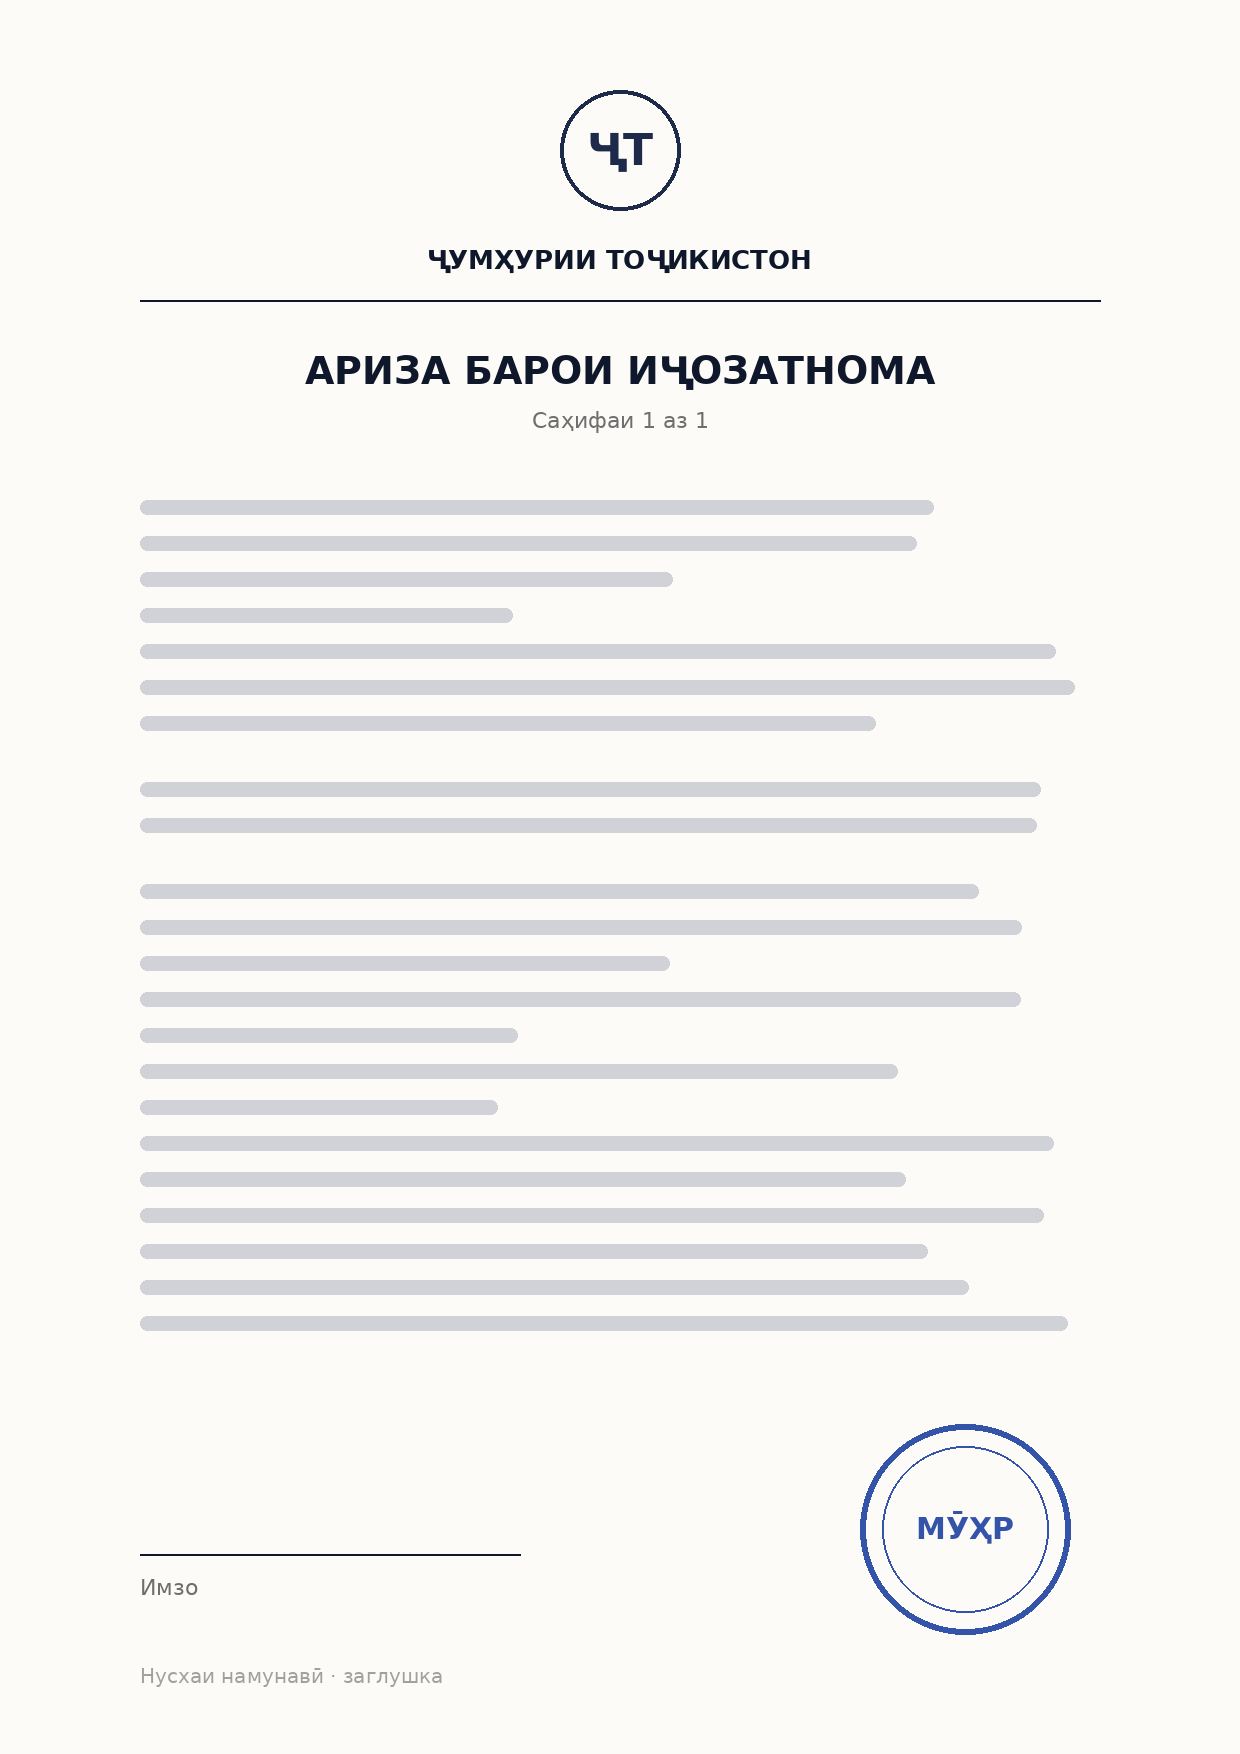 ҶТ
ҶУМҲУРИИ ТОҶИКИСТОН
АРИЗА БАРОИ ИҶОЗАТНОМА
Саҳифаи 1 аз 1
МӮҲР
Имзо
Нусхаи намунавӣ · заглушка